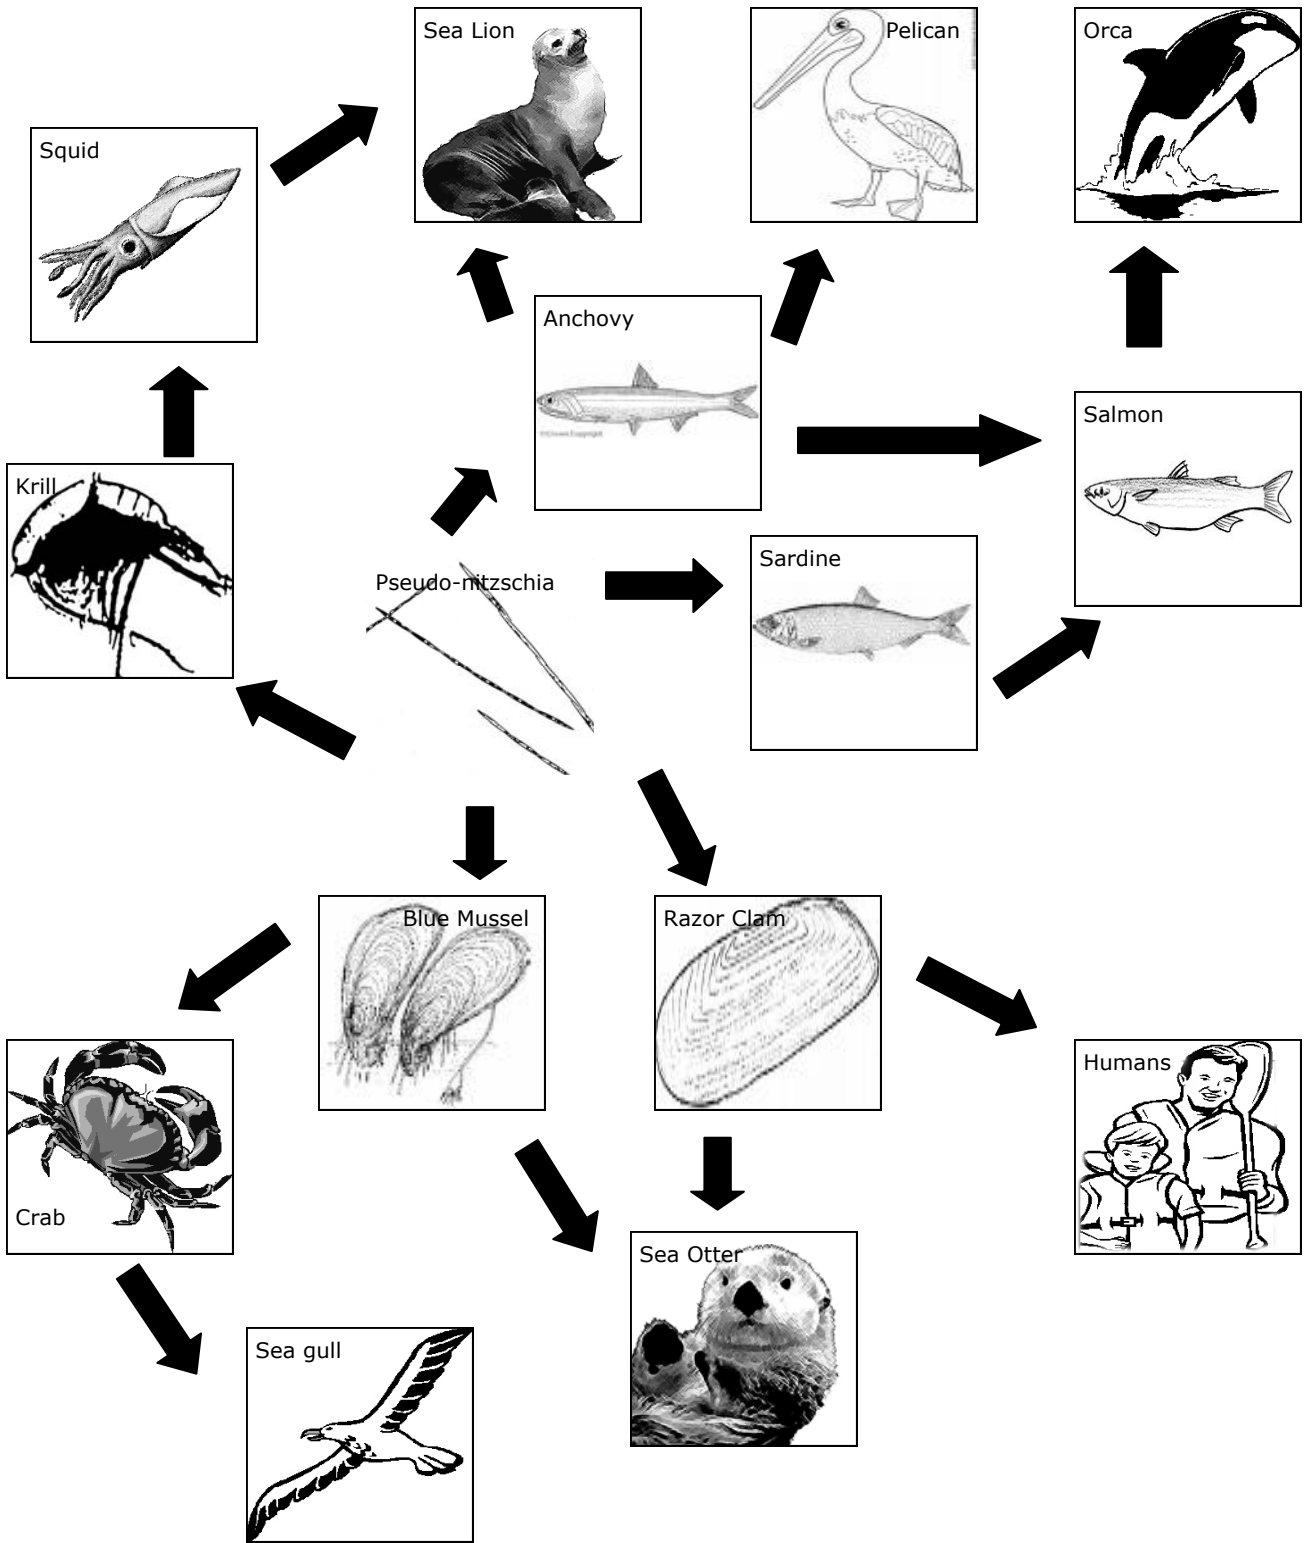 Sea Lion
Pelican
Orca
Squid
Anchovy
Salmon
Krill
Sardine
Pseudo-nitzschia
Blue Mussel
Razor Clam
Humans
Crab
Sea Otter
Sea gull